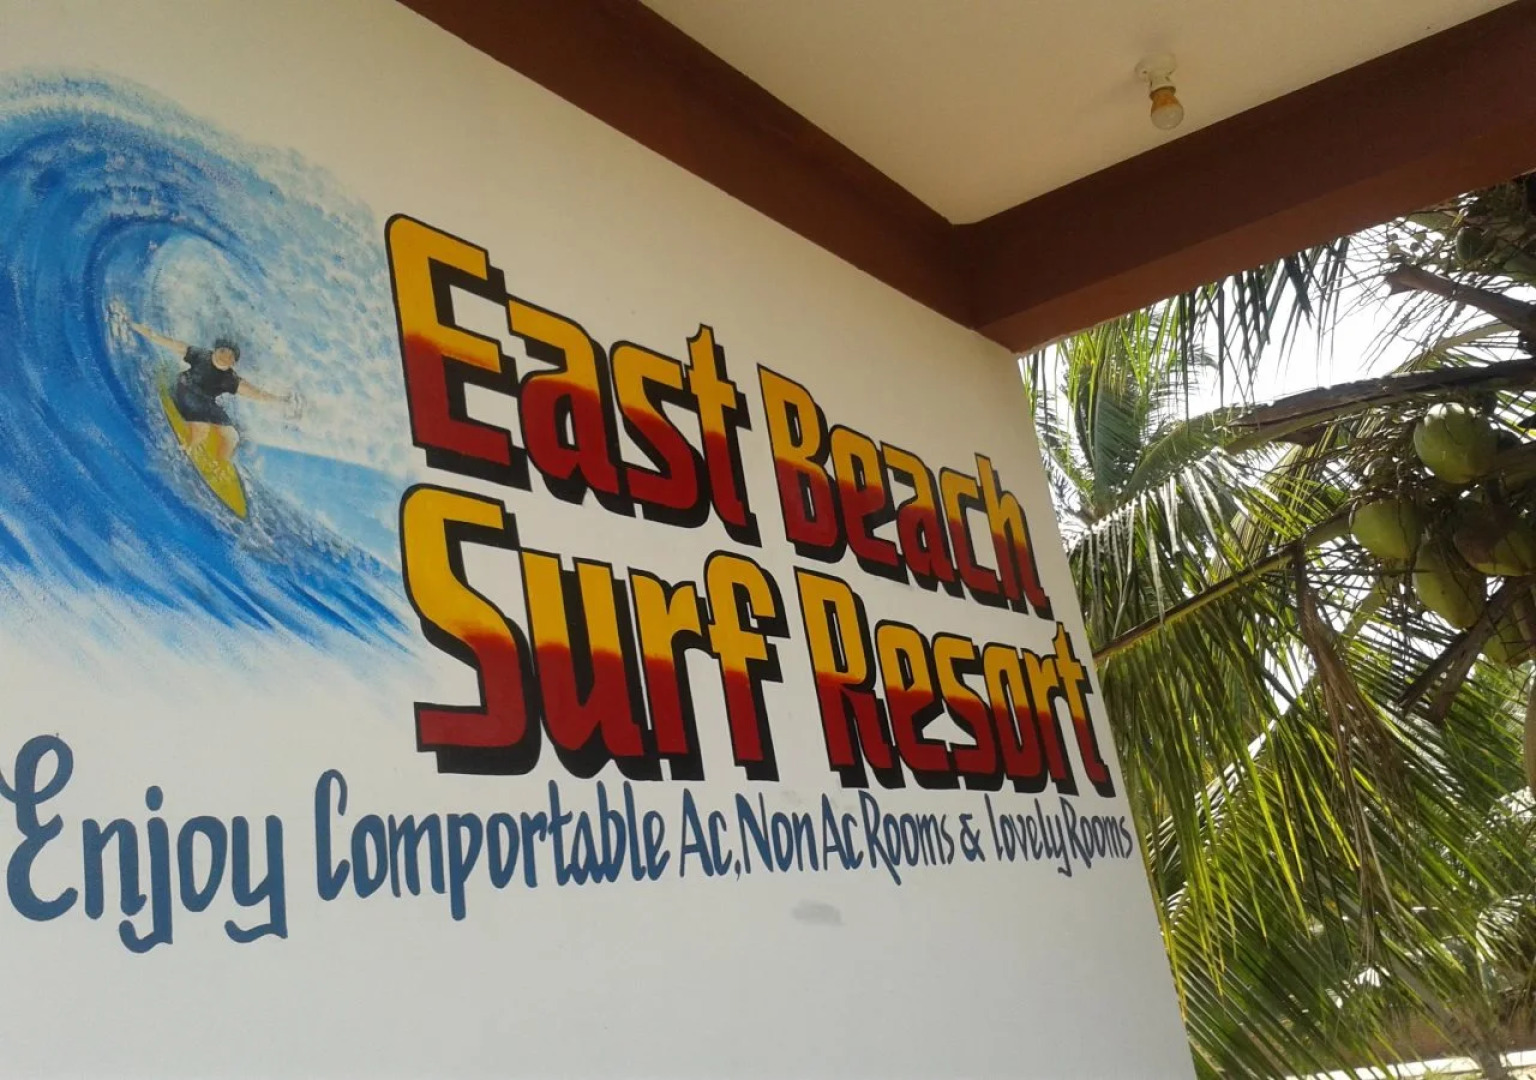 East Beach
Surf Resort
Enjoy Comportable Ac, Non Ac Rooms & lovely Rooms